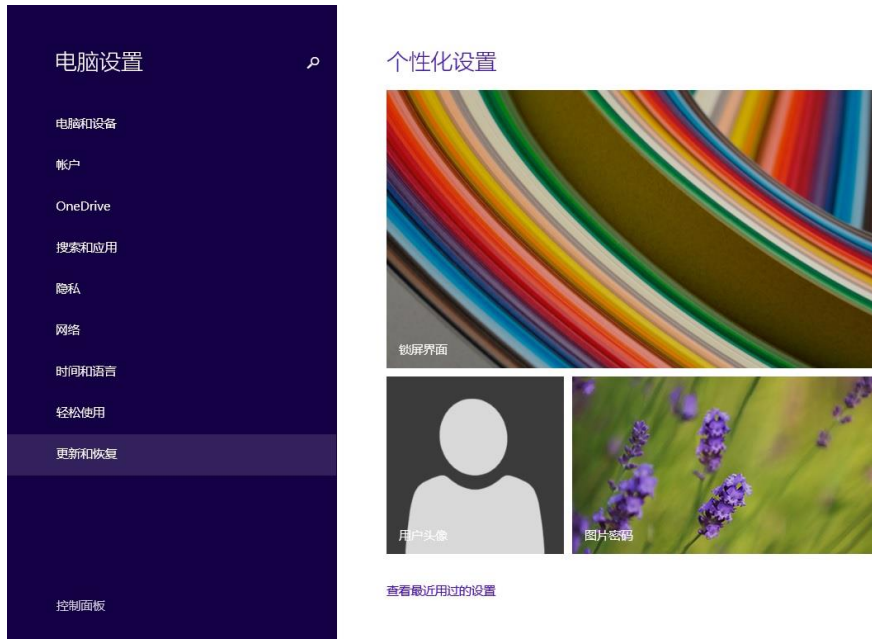 电脑设置
电脑和设备
帐户
OneDrive
搜索和应用
隐私
网络
时间和语言
轻松使用
更新和恢复
控制面板
个性化设置
锁屏界面
用户头像
图片密码
查看最近用过的设置